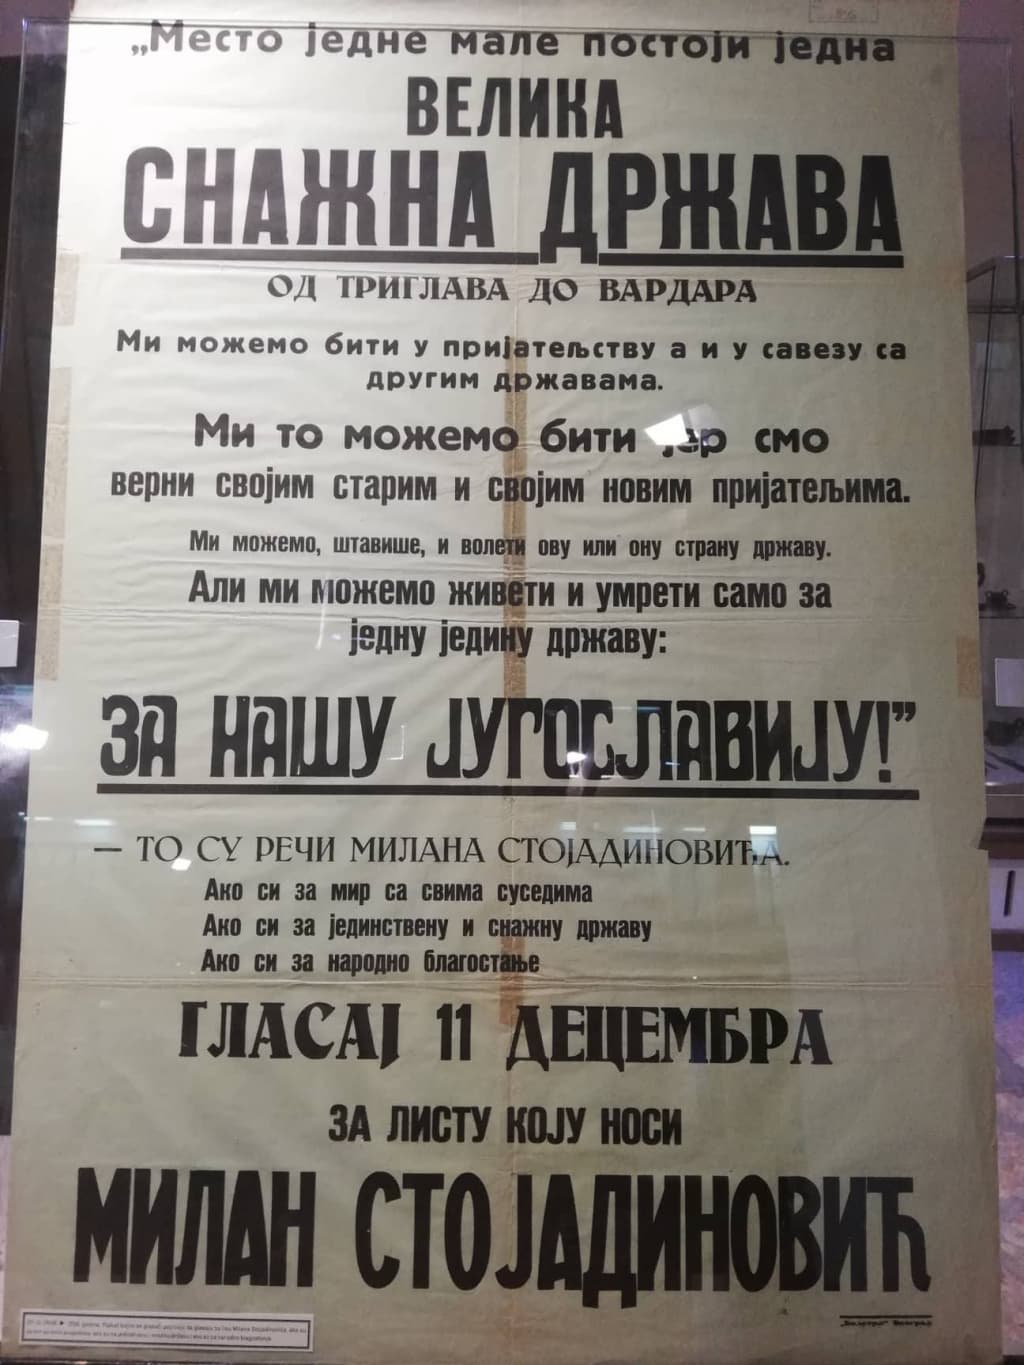 „Место једне мале постоји једна
ВЕЛИКА
СНАЖНА ДРЖАВА
ОД ТРИГЛАВА ДО ВАРДАРА
Ми можемо бити у пријатељству а и у савезу са
другим државама.
Ми то можемо бити јер смо
верни својим старим и својим новим пријатељима.
Ми можемо, штавише, и волети ову или ону страну државу.
Али ми можемо живети и умрети само за
једну једину државу:
ЗА НАШУ ЈУГОСЛАВИЈУ!”
— ТО СУ РЕЧИ МИЛАНА СТОЈАДИНОВИЋА.
Ако си за мир са свима суседима
Ако си за јединствену и снажну државу
Ако си за народно благостање
ГЛАСАЈ 11 ДЕЦЕМБРА
ЗА ЛИСТУ КОЈУ НОСИ
МИЛАН СТОЈАДИНОВИЋ